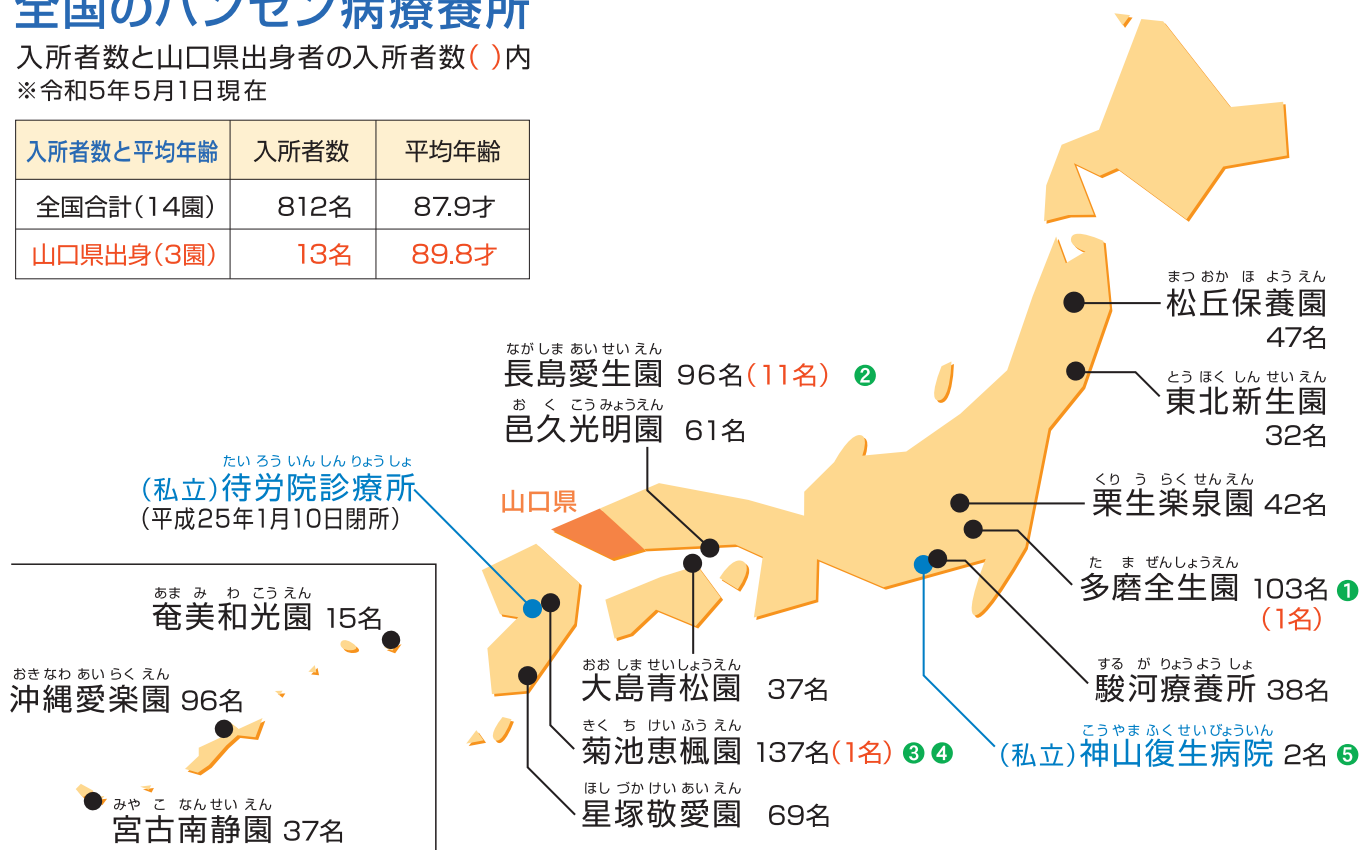 全国のハンセン病療養所
入所者数と山口県出身者の入所者数( )内
※令和5年5月1日現在
入所者数と平均年齢 入所者数 平均年齢
全国合計(14園) 812名 87.9才
山口県出身(3園) 13名 89.8才
まつ おか ほ よう えん
松丘保養園
47名
とう ほく しん せい えん
東北新生園
32名
ながしま あい せい えん
長島愛生園 96名(11名) ❷
お く こうみょうえん
邑久光明園 61名
たい ろう いん しん りょうしょ
(私立)待労院診療所
(平成25年1月10日閉所)
山口県
くり う らく せん えん
栗生楽泉園 42名
た ま ぜんしょうえん
多磨全生園 103名 ❶
(1名)
する が りょうよう しょ
駿河療養所 38名
こうやま ふく せい びょういん
(私立)神山復生病院 2名 ❺
おお しま せいしょうえん
大島青松園 37名
きく ち けい ふう えん
菊池恵楓園 137名(1名) ❸ ❹
ほし づか けい あい えん
星塚敬愛園 69名
あま み わ こう えん
奄美和光園 15名
おきなわ あい らく えん
沖縄愛楽園 96名
みや こ なん せい えん
宮古南静園 37名